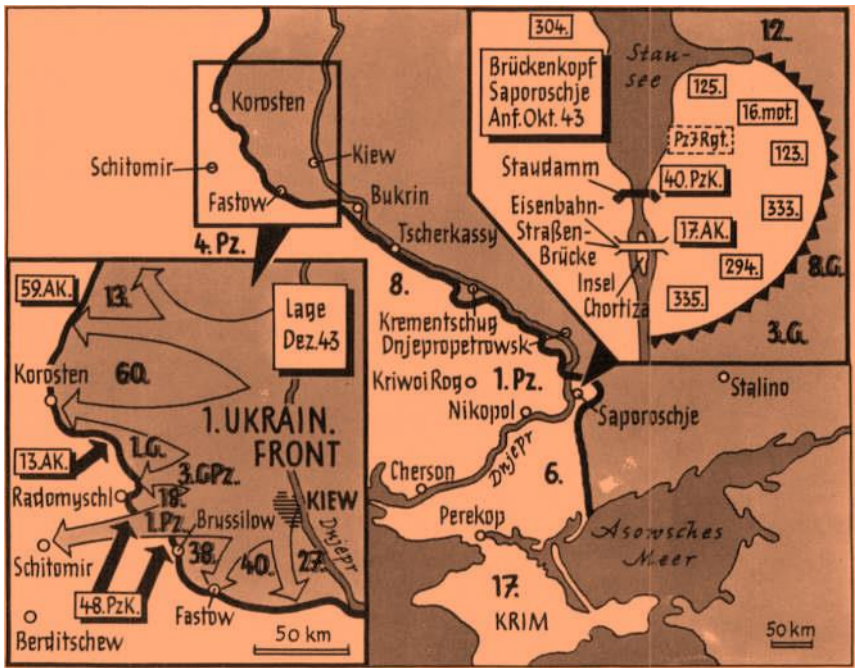 304.
Brückenkopf
Saporoschje
Anf. Okt. 43
Stau-
see
12.
125.
16.mot.
Pz.Rgt.
123.
Staudamm
40.PzK.
333.
Eisenbahn-
Straßen-
Brücke
17.AK.
294.
8.G.
Insel
Chortiza
335.
3.G.
Korosten
Schitomir
Kiew
Fastow
Bukrin
4. Pz.
Tscherkassy
8.
Krementschug
Dnjepropetrowsk
Kriwoi Rog
1. Pz.
Nikopol
Saporoschje
Stalino
Dnjepr
Cherson
6.
Perekop
Asowsches
Meer
17.
KRIM
50 km
59.AK.
13.
Lage
Dez. 43
Korosten
60.
1. UKRAIN.
FRONT
1.G.
13.AK.
3.GPz.
Radomyschl
18.
KIEW
1.Pz.
Brussilow
Dnjepr
Schitomir
38.
40.
27.
48.PzK.
Fastow
Berditschew
50 km